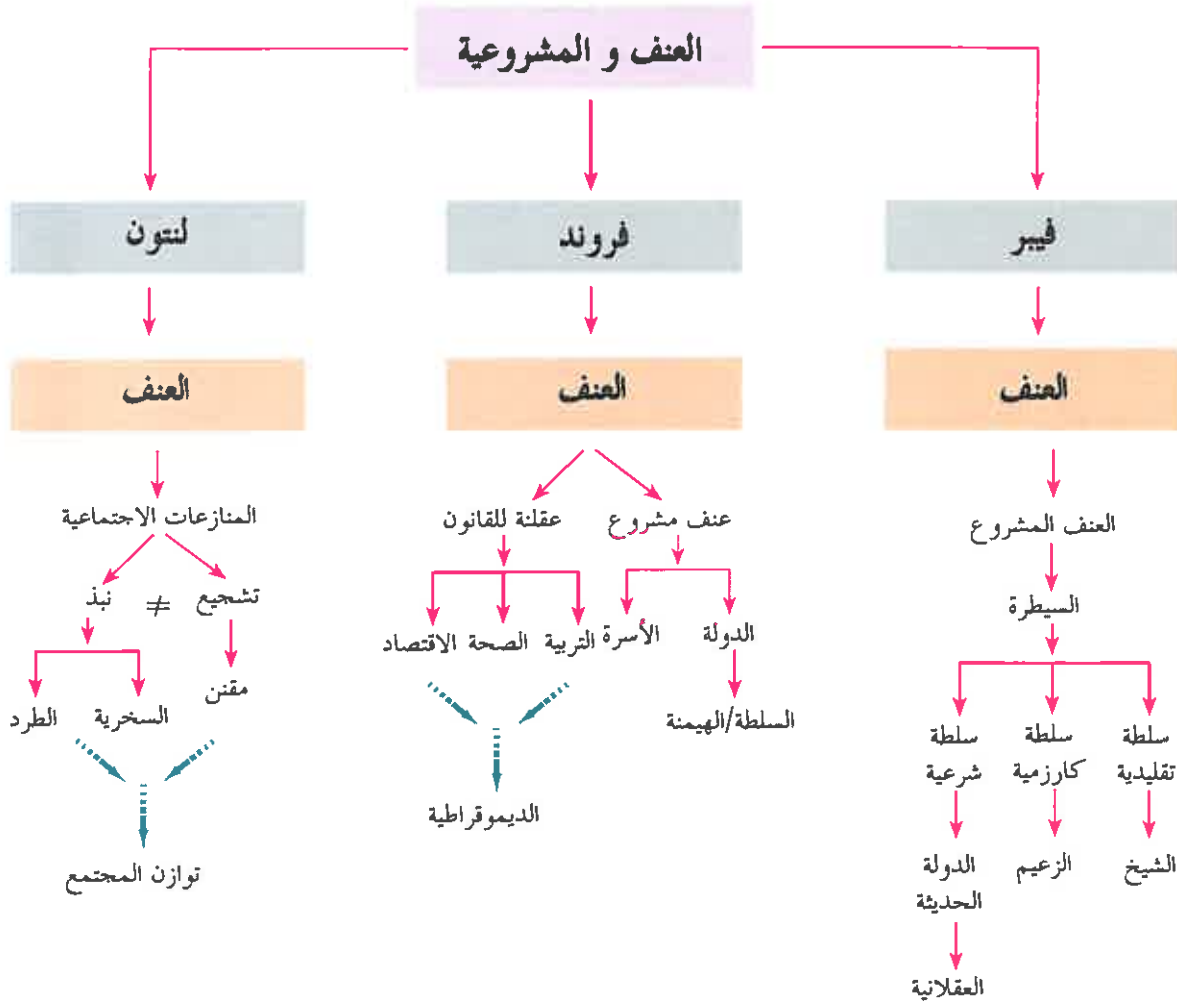 العنف و المشروعية
فيبر
فروند
لنتون
العنف
العنف
العنف
العنف المشروع
السيطرة
سلطة تقليدية
سلطة كارزمية
سلطة شرعية
الشيخ
الزعيم
الدولة الحديثة
العقلانية
عنف مشروع
عقلنة للقانون
الدولة
الأسرة
التربية
الصحة
الاقتصاد
السلطة/الهيمنة
الديموقراطية
المنازعات الاجتماعية
تشجيع ≠ نبذ
مقنن
السخرية
الطرد
توازن المجتمع